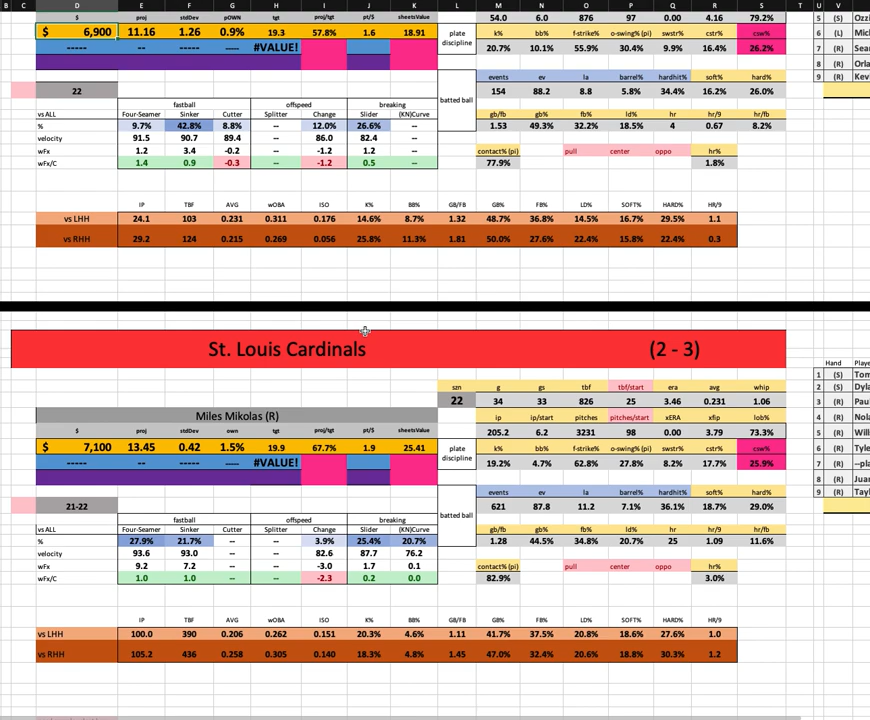 B C D E F G H I J K L M N O P Q R S T U V W
$ proj stdDev pOWN tgt proj/tgt pt/$ sheetsValue 54.0 6.0 876 97 0.00 4.16 79.2% 5 (S) Ozzi
$ 6,900 11.16 1.26 0.9% 19.3 57.8% 1.6 18.91 plate discipline k% bb% f-strike% o-swing% (pi) swstr% cstr% csw% 6 (L) Mich
----- -- ----- ----- #VALUE! 20.7% 10.1% 55.9% 30.4% 9.9% 16.4% 26.2% 7 (R) Sean
8 (R) Orla
events ev la barrel% hardhit% soft% hard% 9 (R) Kevi
22 batted ball 154 88.2 8.8 5.8% 34.4% 16.2% 26.0%
fastball offspeed breaking
vs ALL Four-Seamer Sinker Cutter Splitter Change Slider (KN)Curve gb/fb gb% fb% ld% hr hr/9 hr/fb
% 9.7% 42.8% 8.8% -- 12.0% 26.6% -- 1.53 49.3% 32.2% 18.5% 4 0.67 8.2%
velocity 91.5 90.7 89.4 -- 86.0 82.4 --
wFx 1.2 3.4 -0.2 -- -1.2 1.2 -- contact% (pi) pull center oppo hr%
wFx/C 1.4 0.9 -0.3 -- -1.2 0.5 -- 77.9% 1.8%
IP TBF AVG wOBA ISO K% BB% GB/FB GB% FB% LD% SOFT% HARD% HR/9
vs LHH 24.1 103 0.231 0.311 0.176 14.6% 8.7% 1.32 48.7% 36.8% 14.5% 16.7% 29.5% 1.1
vs RHH 29.2 124 0.215 0.269 0.056 25.8% 11.3% 1.81 50.0% 27.6% 22.4% 15.8% 22.4% 0.3
St. Louis Cardinals (2 - 3)
Hand Playe
1 (S) Tom
szn g gs tbf tbf/start era avg whip 2 (S) Dyla
22 34 33 826 25 3.46 0.231 1.06 3 (R) Paul
Miles Mikolas (R) ip ip/start pitches pitches/start xERA xfip lob% 4 (R) Nola
$ proj stdDev own tgt proj/tgt pt/$ sheetsValue 205.2 6.2 3231 98 0.00 3.79 73.3% 5 (R) Wills
$ 7,100 13.45 0.42 1.5% 19.9 67.7% 1.9 25.41 plate discipline k% bb% f-strike% o-swing% (pi) swstr% cstr% csw% 6 (R) Tyle
----- -- ----- ----- #VALUE! 19.2% 4.7% 62.8% 27.8% 8.2% 17.7% 25.9% 7 (R) --pla
8 (R) Juan
events ev la barrel% hardhit% soft% hard% 9 (R) Tayl
21-22 batted ball 621 87.8 11.2 7.1% 36.1% 18.7% 29.0%
fastball offspeed breaking
vs ALL Four-Seamer Sinker Cutter Splitter Change Slider (KN)Curve gb/fb gb% fb% ld% hr hr/9 hr/fb
% 27.9% 21.7% -- -- 3.9% 25.4% 20.7% 1.28 44.5% 34.8% 20.7% 25 1.09 11.6%
velocity 93.6 93.0 -- -- 82.6 87.7 76.2
wFx 9.2 7.2 -- -- -3.0 1.7 0.1 contact% (pi) pull center oppo hr%
wFx/C 1.0 1.0 -- -- -2.3 0.2 0.0 82.9% 3.0%
IP TBF AVG wOBA ISO K% BB% GB/FB GB% FB% LD% SOFT% HARD% HR/9
vs LHH 100.0 390 0.206 0.262 0.151 20.3% 4.6% 1.11 41.7% 37.5% 20.8% 18.6% 27.6% 1.0
vs RHH 105.2 436 0.258 0.305 0.140 18.3% 4.8% 1.45 47.0% 32.4% 20.6% 18.8% 30.3% 1.2